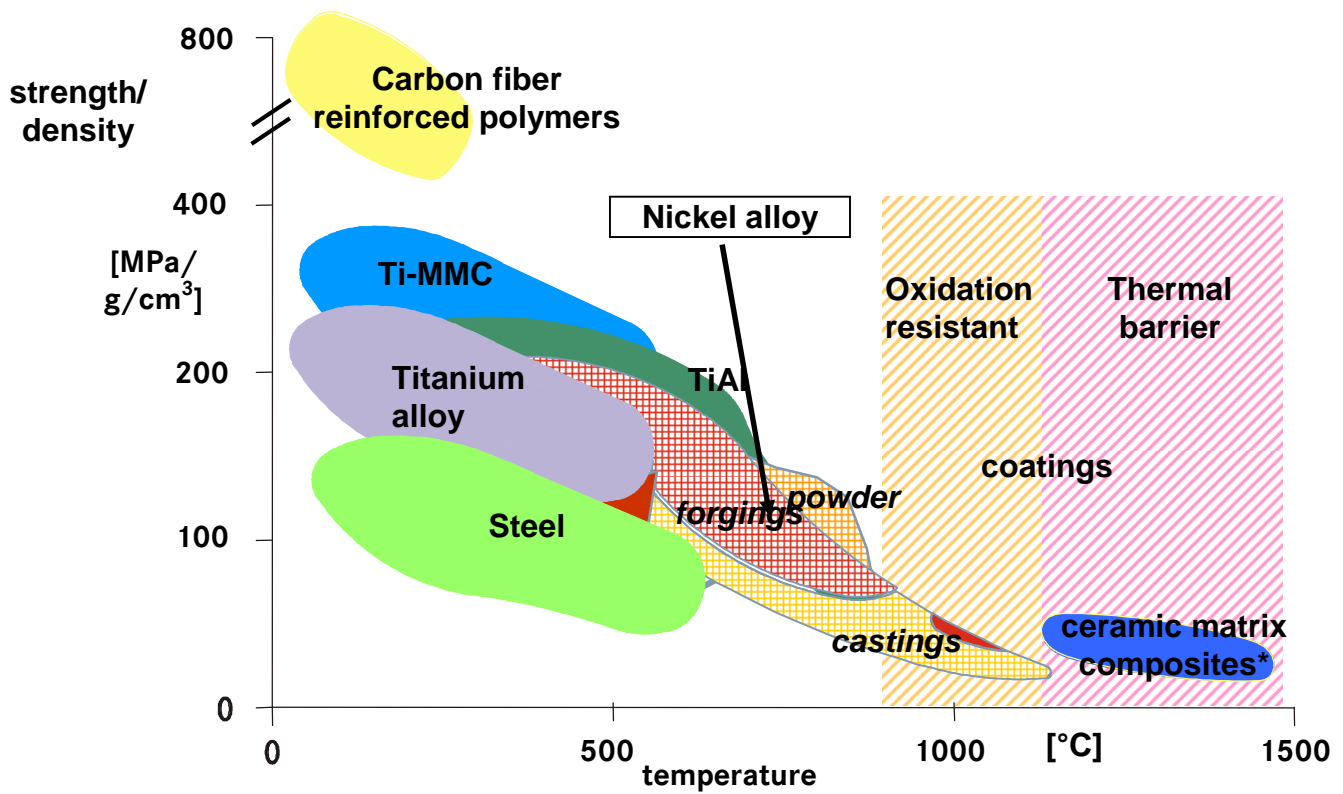 800
strength/
density
Carbon fiber
reinforced polymers
400
[MPa/
g/cm³]
Nickel alloy
Ti-MMC
Oxidation
resistant
Thermal
barrier
200
TiAl
Titanium
alloy
coatings
powder
forgings
Steel
100
castings
ceramic matrix
composites*
0
0
500
1000
[°C]
1500
temperature